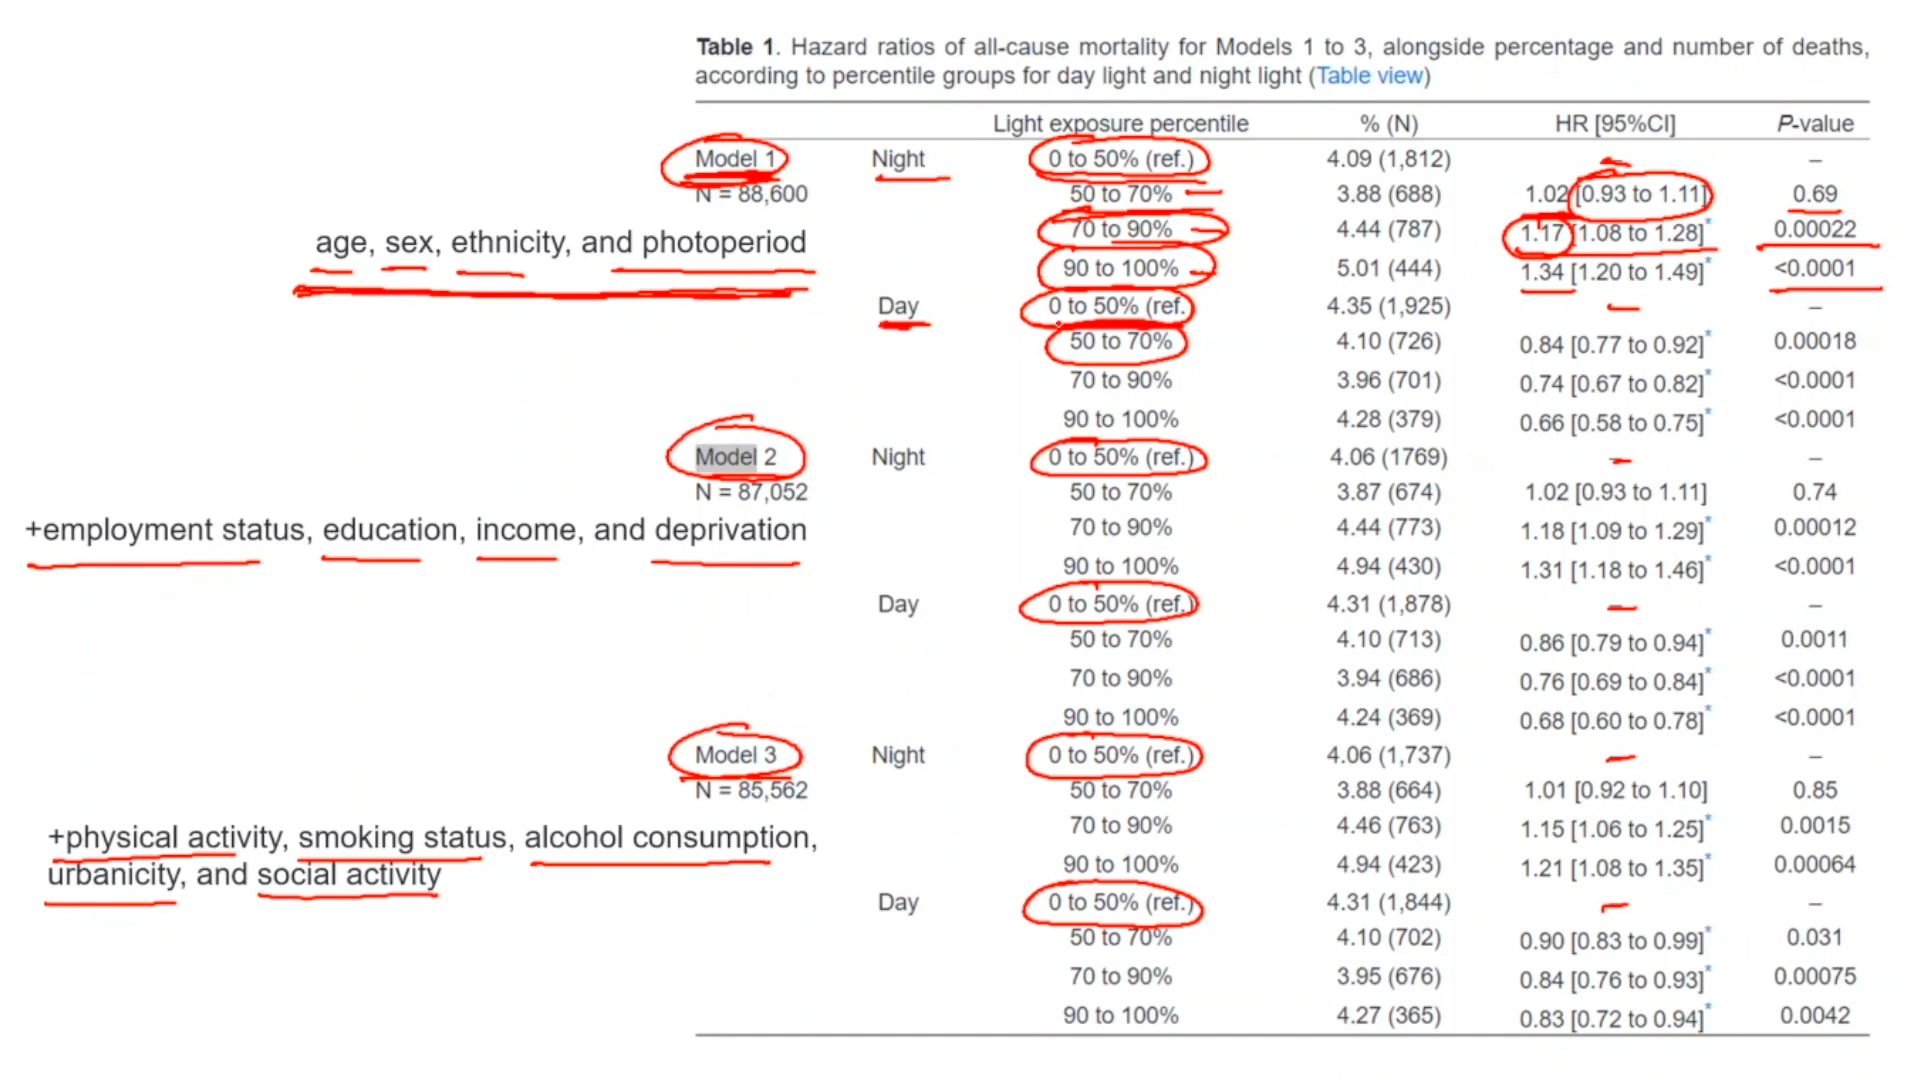 Table 1. Hazard ratios of all-cause mortality for Models 1 to 3, alongside percentage and number of deaths,
according to percentile groups for day light and night light (Table view)
Light exposure percentile % (N) HR [95%CI] P-value
Model 1 Night 0 to 50% (ref.) 4.09 (1,812) – –
N = 88,600 50 to 70% 3.88 (688) 1.02 [0.93 to 1.11] 0.69
70 to 90% 4.44 (787) 1.17 [1.08 to 1.28]* 0.00022
age, sex, ethnicity, and photoperiod
90 to 100% 5.01 (444) 1.34 [1.20 to 1.49]* <0.0001
Day 0 to 50% (ref.) 4.35 (1,925) – –
50 to 70% 4.10 (726) 0.84 [0.77 to 0.92]* 0.00018
70 to 90% 3.96 (701) 0.74 [0.67 to 0.82]* <0.0001
90 to 100% 4.28 (379) 0.66 [0.58 to 0.75]* <0.0001
Model 2 Night 0 to 50% (ref.) 4.06 (1769) – –
N = 87,052 50 to 70% 3.87 (674) 1.02 [0.93 to 1.11] 0.74
+employment status, education, income, and deprivation
70 to 90% 4.44 (773) 1.18 [1.09 to 1.29]* 0.00012
90 to 100% 4.94 (430) 1.31 [1.18 to 1.46]* <0.0001
Day 0 to 50% (ref.) 4.31 (1,878) – –
50 to 70% 4.10 (713) 0.86 [0.79 to 0.94]* 0.0011
70 to 90% 3.94 (686) 0.76 [0.69 to 0.84]* <0.0001
90 to 100% 4.24 (369) 0.68 [0.60 to 0.78]* <0.0001
Model 3 Night 0 to 50% (ref.) 4.06 (1,737) – –
N = 85,562 50 to 70% 3.88 (664) 1.01 [0.92 to 1.10] 0.85
70 to 90% 4.46 (763) 1.15 [1.06 to 1.25]* 0.0015
+physical activity, smoking status, alcohol consumption,
urbanicity, and social activity
90 to 100% 4.94 (423) 1.21 [1.08 to 1.35]* 0.00064
Day 0 to 50% (ref.) 4.31 (1,844) – –
50 to 70% 4.10 (702) 0.90 [0.83 to 0.99]* 0.031
70 to 90% 3.95 (676) 0.84 [0.76 to 0.93]* 0.00075
90 to 100% 4.27 (365) 0.83 [0.72 to 0.94]* 0.0042